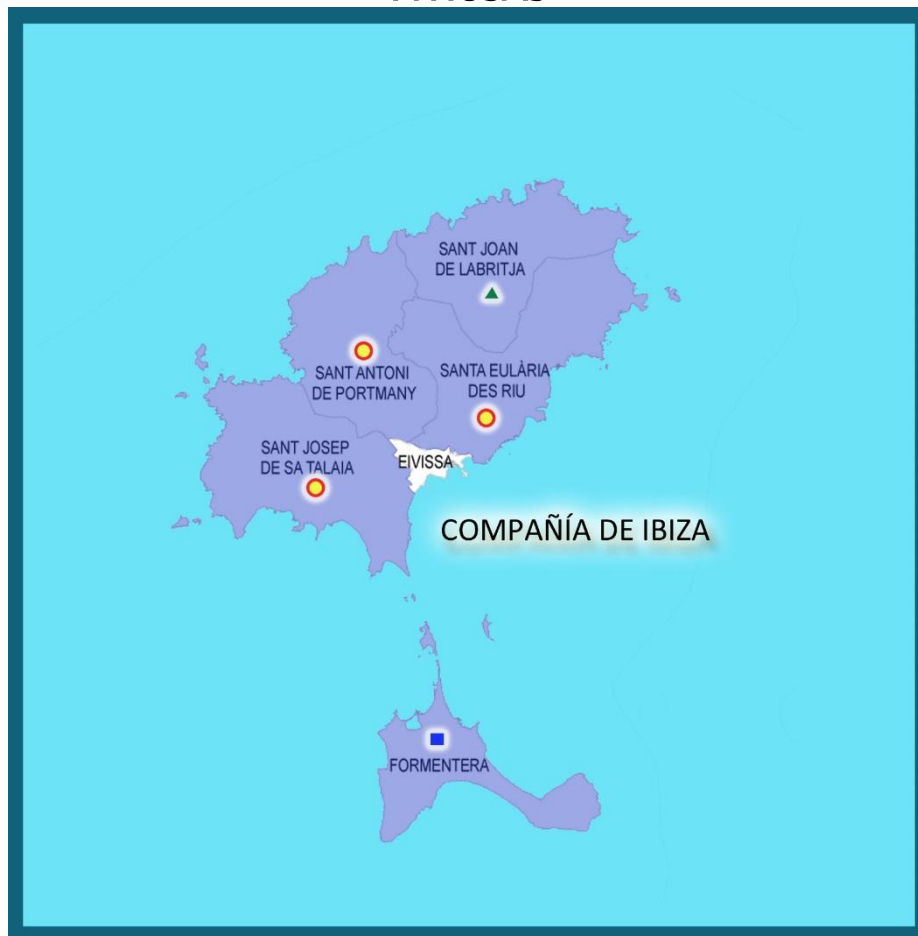 SANT JOAN
DE LABRITJA
SANT ANTONI
DE PORTMANY
SANTA EULÀRIA
DES RIU
SANT JOSEP
DE SA TALAIA
EIVISSA
COMPAÑÍA DE IBIZA
FORMENTERA